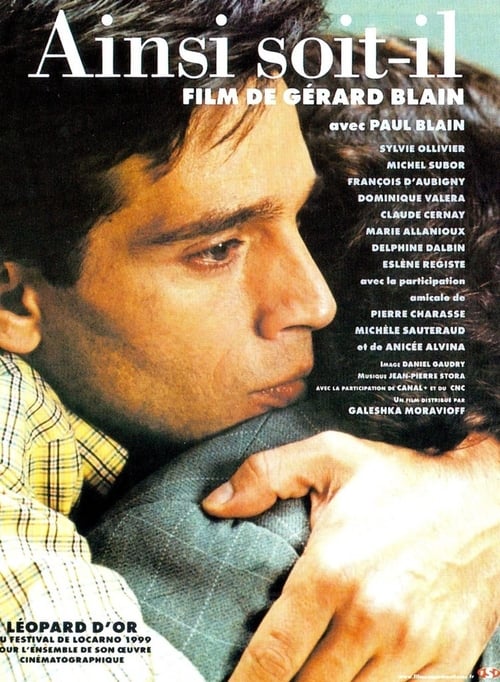 Ainsi soit-il
FILM DE GÉRARD BLAIN
avec PAUL BLAIN
SYLVIE OLLIVIER
MICHEL SUBOR
FRANÇOIS D'AUBIGNY
DOMINIQUE VALERA
CLAUDE CERNAY
MARIE ALLANIOUX
DELPHINE DALBIN
ESLÈNE REGISTE
avec la participation
amicale de
PIERRE CHARASSE
MICHÈLE SAUTERAUD
et de ANICÉE ALVINA
IMAGE DANIEL GAUDRY
MUSIQUE JEAN-PIERRE STORA
AVEC LA PARTICIPATION DE CANAL+ ET DU CNC
UN FILM DISTRIBUÉ PAR
GALESHKA MORAVIOFF
LÉOPARD D'OR
U FESTIVAL DE LOCARNO 1999
OUR L'ENSEMBLE DE SON ŒUVRE
CINÉMATOGRAPHIQUE